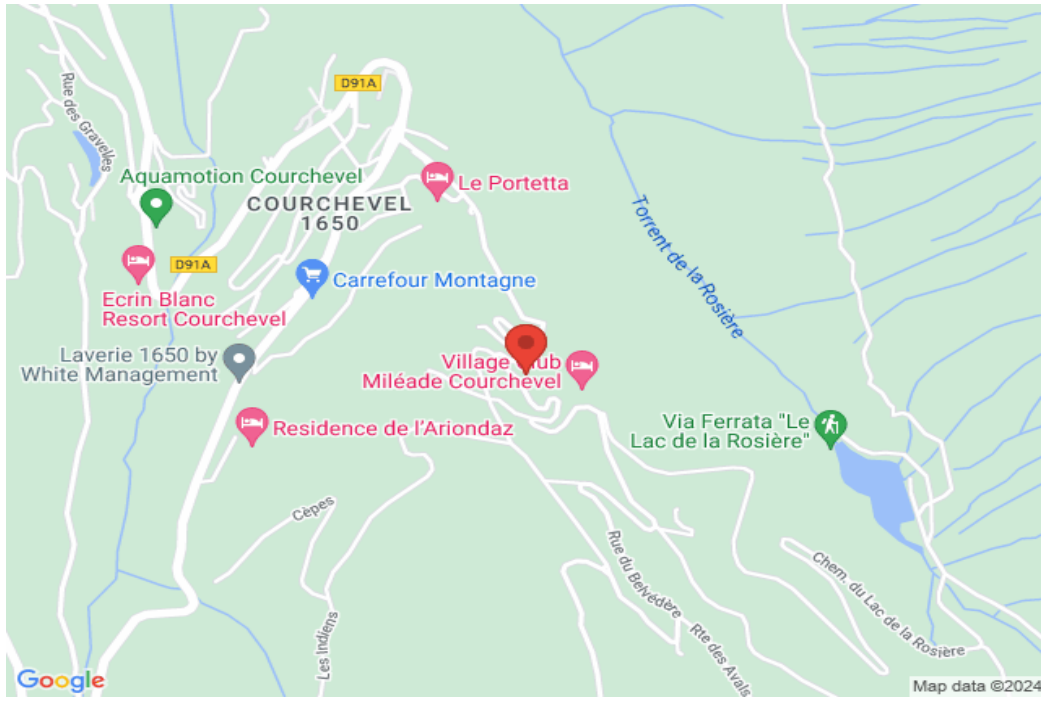 D91A
Rue des Gravelles
Aquamotion Courchevel
Le Portetta
COURCHEVEL
1650
Torrent de la Rosière
D91A
Carrefour Montagne
Ecrin Blanc
Resort Courchevel
Laverie 1650 by
White Management
Village Club
Miléade Courchevel
Via Ferrata "Le
Lac de la Rosière"
Residence de l'Ariondaz
Cèpes
Rue du Belvédère
Chem. du Lac de la Rosière
Les Indiens
Rte des Avals
Google
Map data ©2024